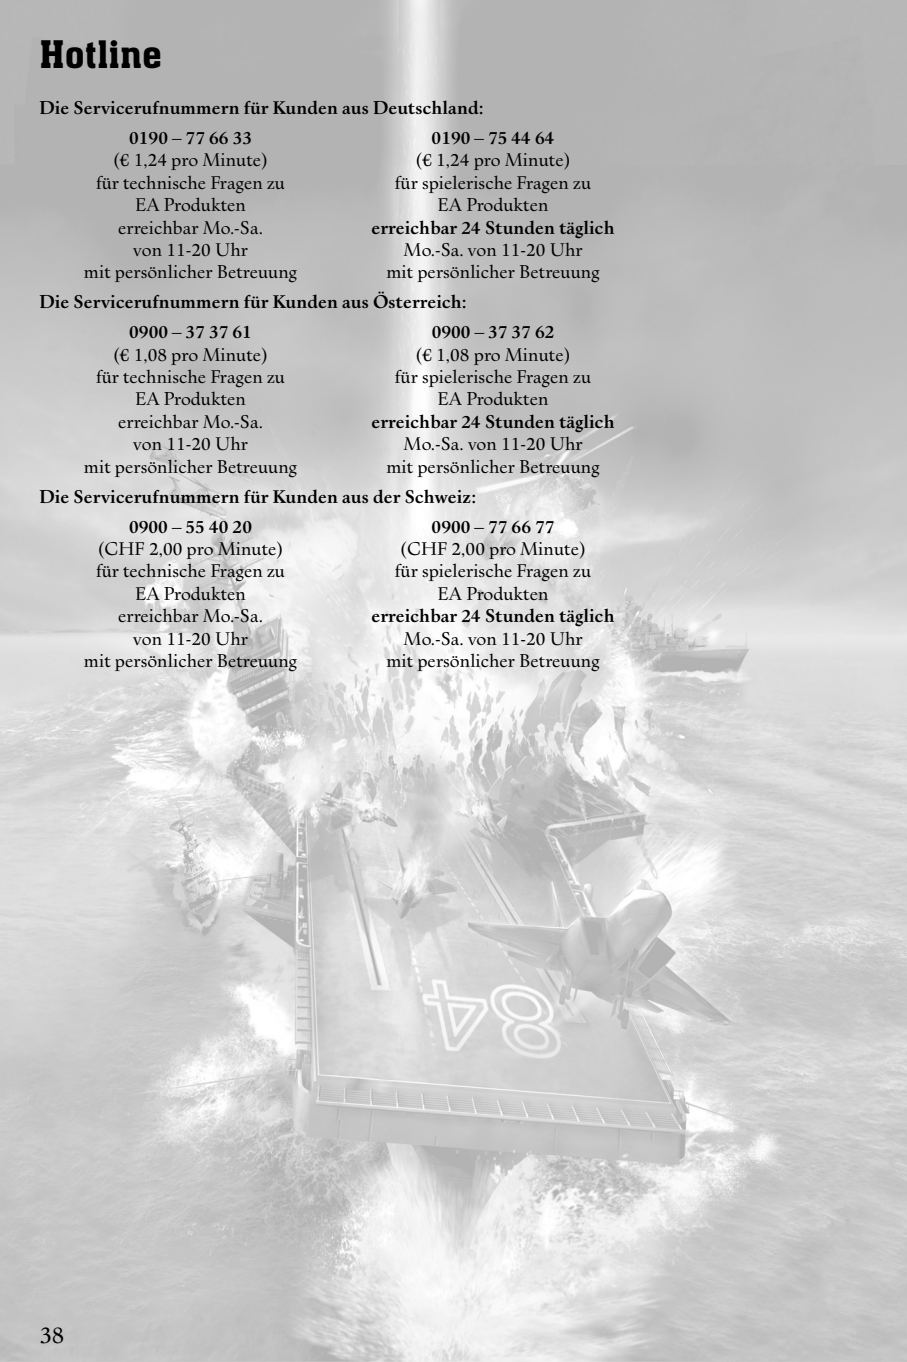 Hotline
Die Servicerufnummern für Kunden aus Deutschland:
0190 – 77 66 33
(€ 1,24 pro Minute)
für technische Fragen zu
EA Produkten
erreichbar Mo.-Sa.
von 11-20 Uhr
mit persönlicher Betreuung
0190 – 75 44 64
(€ 1,24 pro Minute)
für spielerische Fragen zu
EA Produkten
erreichbar 24 Stunden täglich
Mo.-Sa. von 11-20 Uhr
mit persönlicher Betreuung
Die Servicerufnummern für Kunden aus Österreich:
0900 – 37 37 61
(€ 1,08 pro Minute)
für technische Fragen zu
EA Produkten
erreichbar Mo.-Sa.
von 11-20 Uhr
mit persönlicher Betreuung
0900 – 37 37 62
(€ 1,08 pro Minute)
für spielerische Fragen zu
EA Produkten
erreichbar 24 Stunden täglich
Mo.-Sa. von 11-20 Uhr
mit persönlicher Betreuung
Die Servicerufnummern für Kunden aus der Schweiz:
0900 – 55 40 20
(CHF 2,00 pro Minute)
für technische Fragen zu
EA Produkten
erreichbar Mo.-Sa.
von 11-20 Uhr
mit persönlicher Betreuung
0900 – 77 66 77
(CHF 2,00 pro Minute)
für spielerische Fragen zu
EA Produkten
erreichbar 24 Stunden täglich
Mo.-Sa. von 11-20 Uhr
mit persönlicher Betreuung
84
38